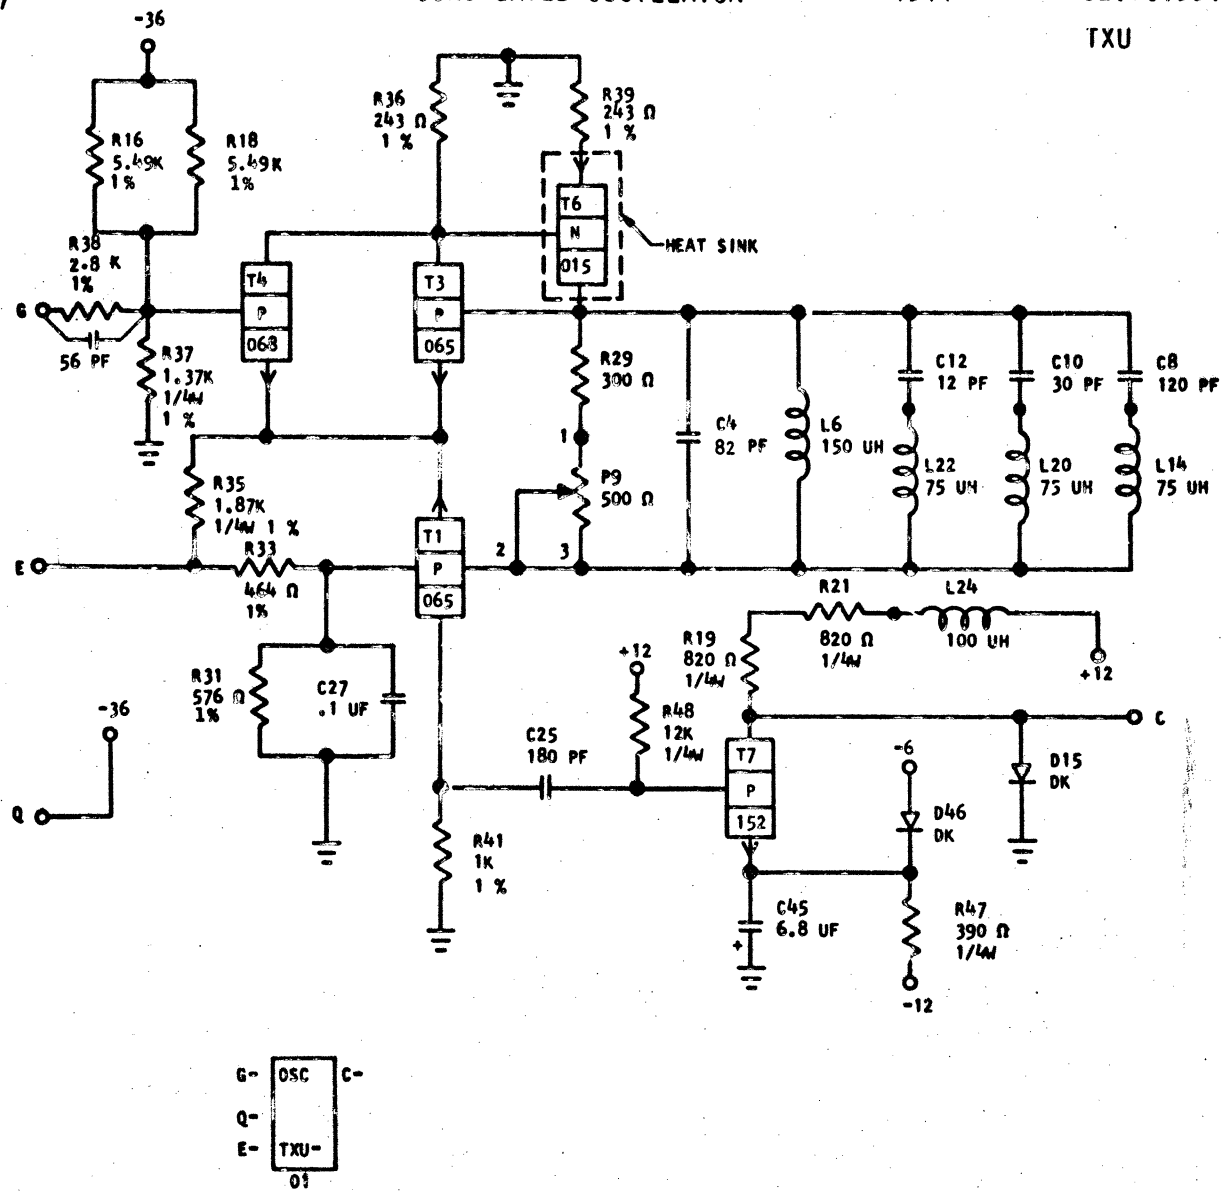 TXU
-36
R16
5.49K
1%
R18
5.49K
1%
R36
243 Ω
1 %
R39
243 Ω
1 %
T6
N
015
HEAT SINK
R38
2.8 K
1%
G
56 PF
T4
P
068
T3
P
065
R37
1.37K
1/4W
1 %
R29
300 Ω
C12
12 PF
C10
30 PF
C8
120 PF
C4
82 PF
L6
150 UH
1
P9
500 Ω
2
3
L22
75 UH
L20
75 UH
L14
75 UH
R35
1.87K
1/4W 1 %
E
R33
464 Ω
1%
T1
P
065
R21
820 Ω
1/4W
L24
100 UH
+12
R19
820 Ω
1/4W
+12
R31
576 Ω
1%
C27
.1 UF
-36
Q
R48
12K
1/4W
C25
180 PF
C
T7
P
152
-6
D15
DK
D46
DK
R41
1K
1 %
C45
6.8 UF
+
R47
390 Ω
1/4W
-12
G- OSC C-
Q-
E- TXU-
01